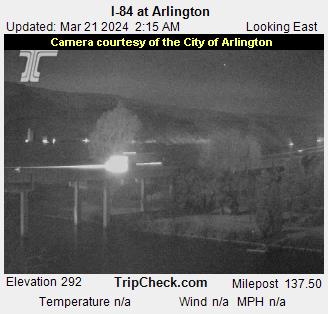 I-84 at Arlington
Updated: Mar 21 2024 2:15 AM Looking East
Camera courtesy of the City of Arlington
Elevation 292 TripCheck.com Milepost 137.50
Temperature n/a Wind n/a MPH n/a